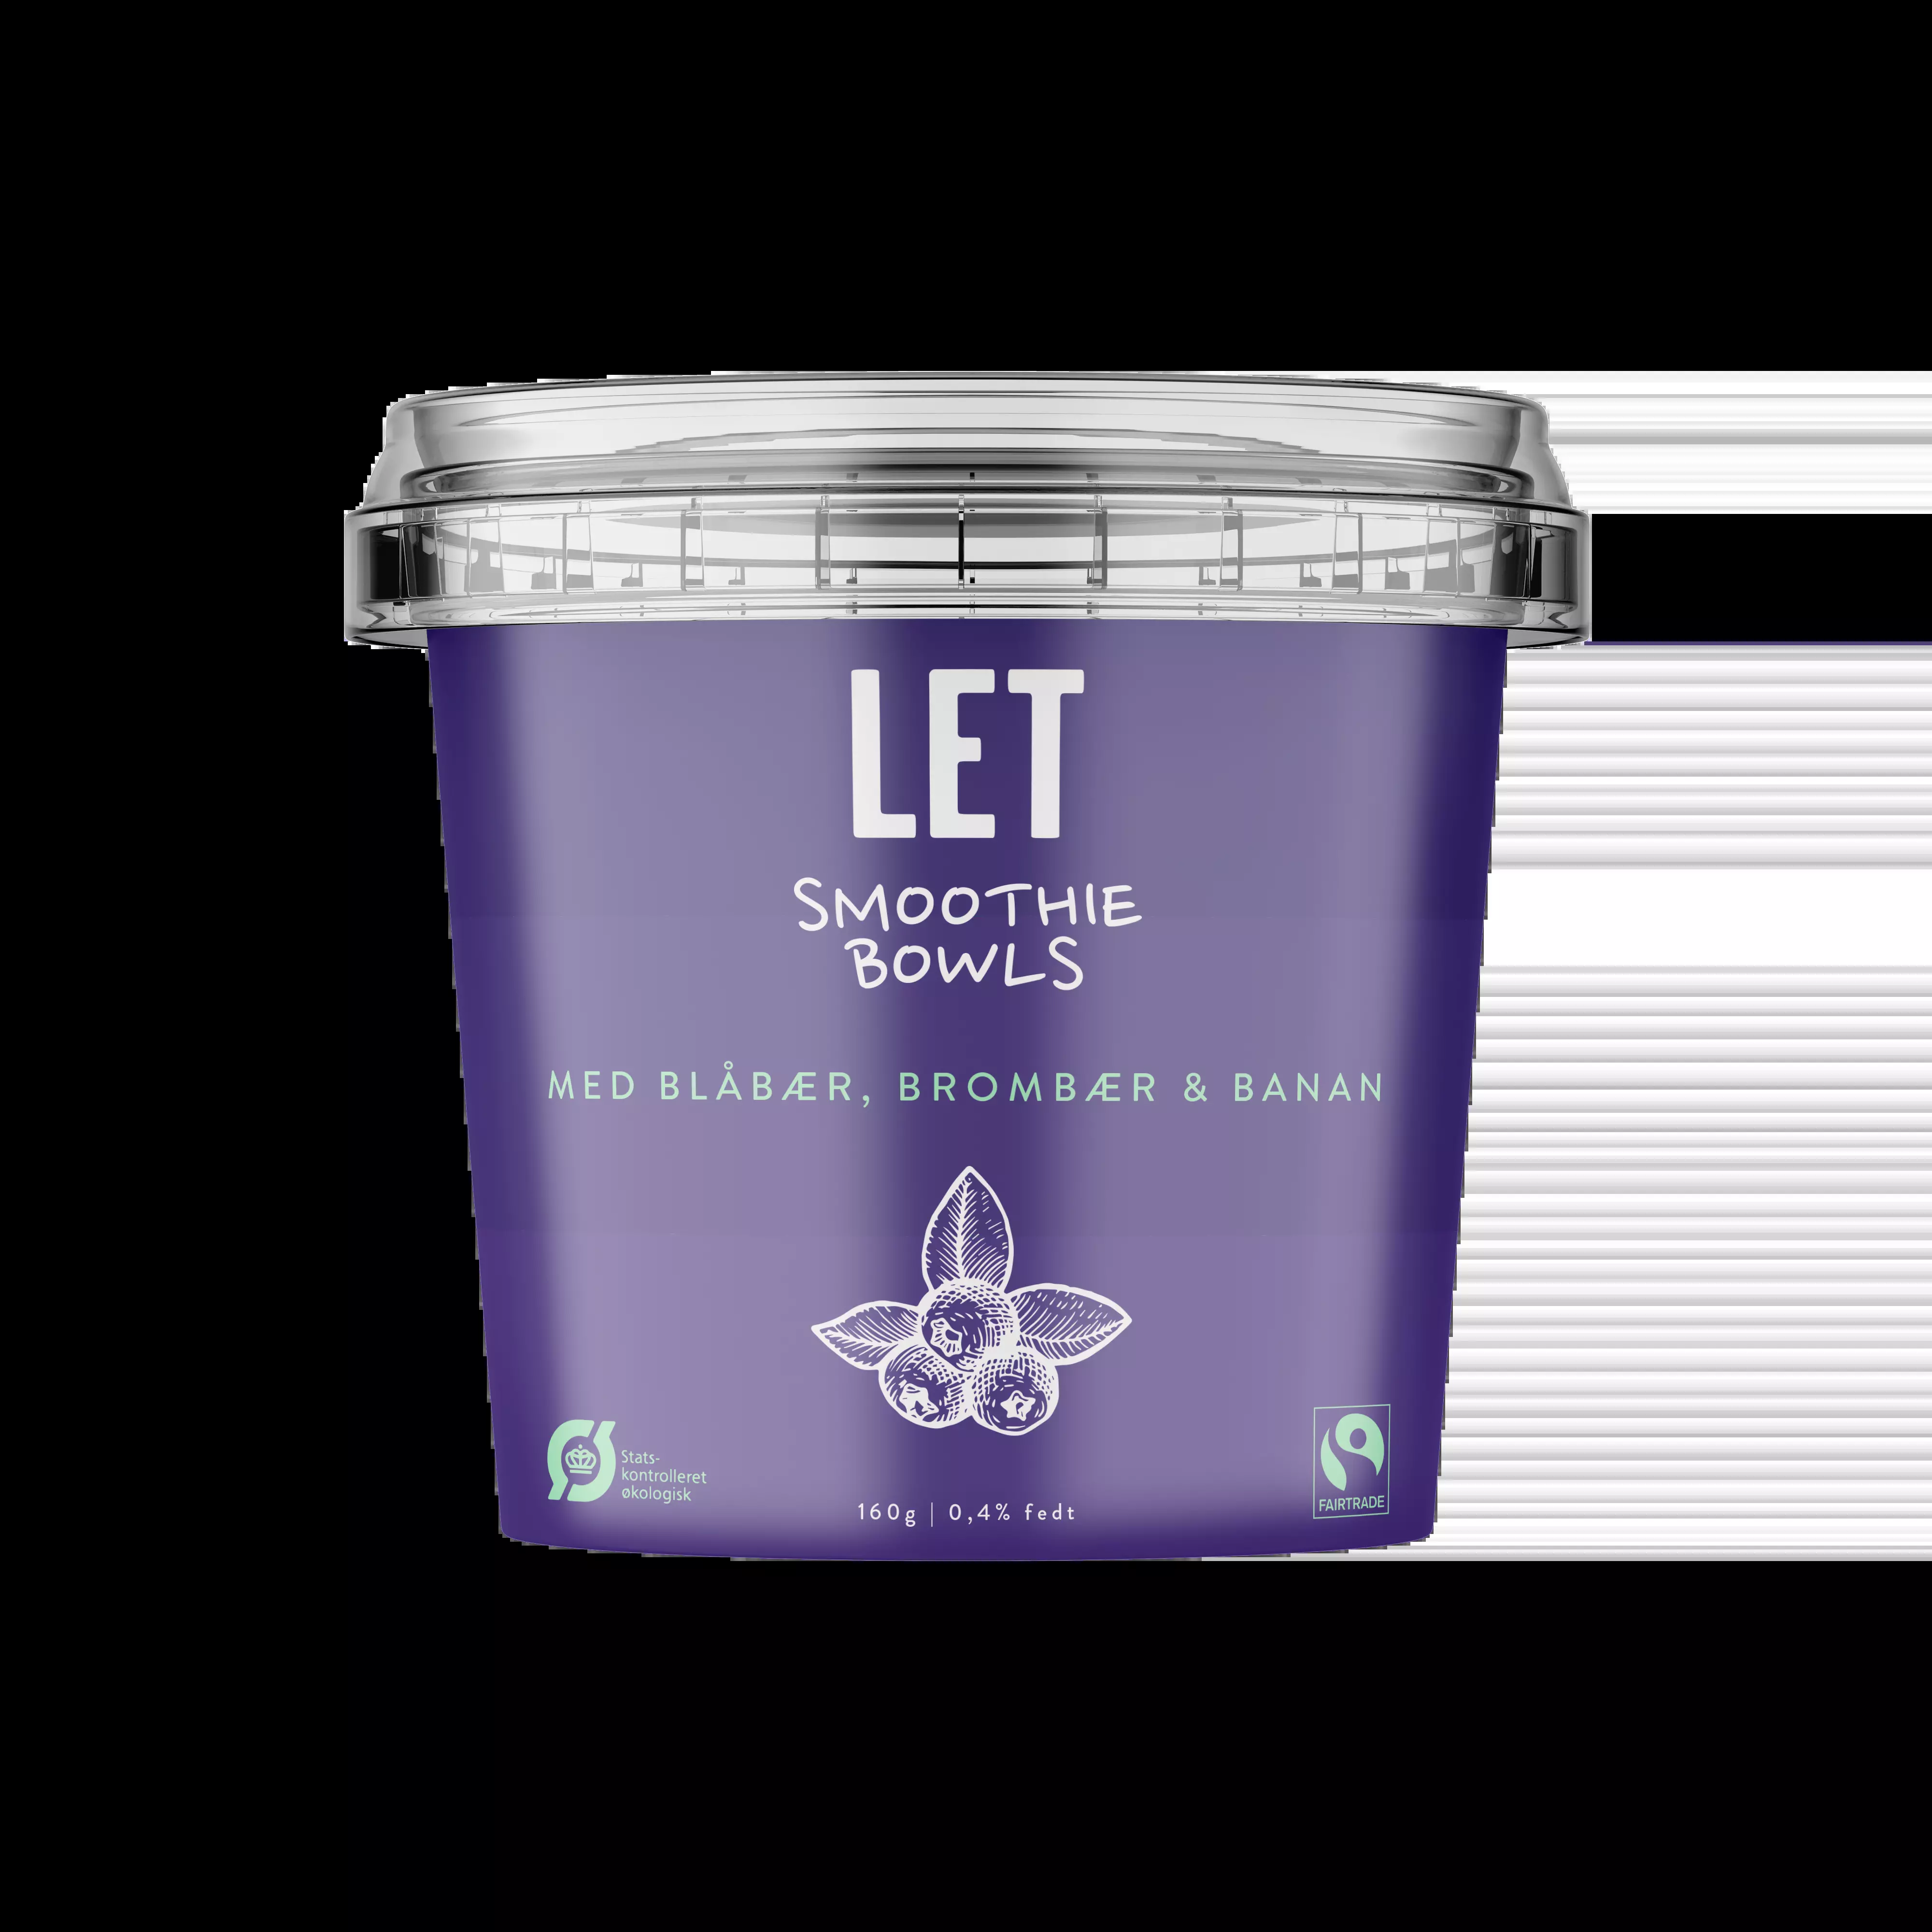 LET
SMOOTHIE
BOWLS
MED BLÅBÆR, BROMBÆR & BANAN
Stats-
kontrolleret
økologisk
160g | 0,4% fedt
FAIRTRADE